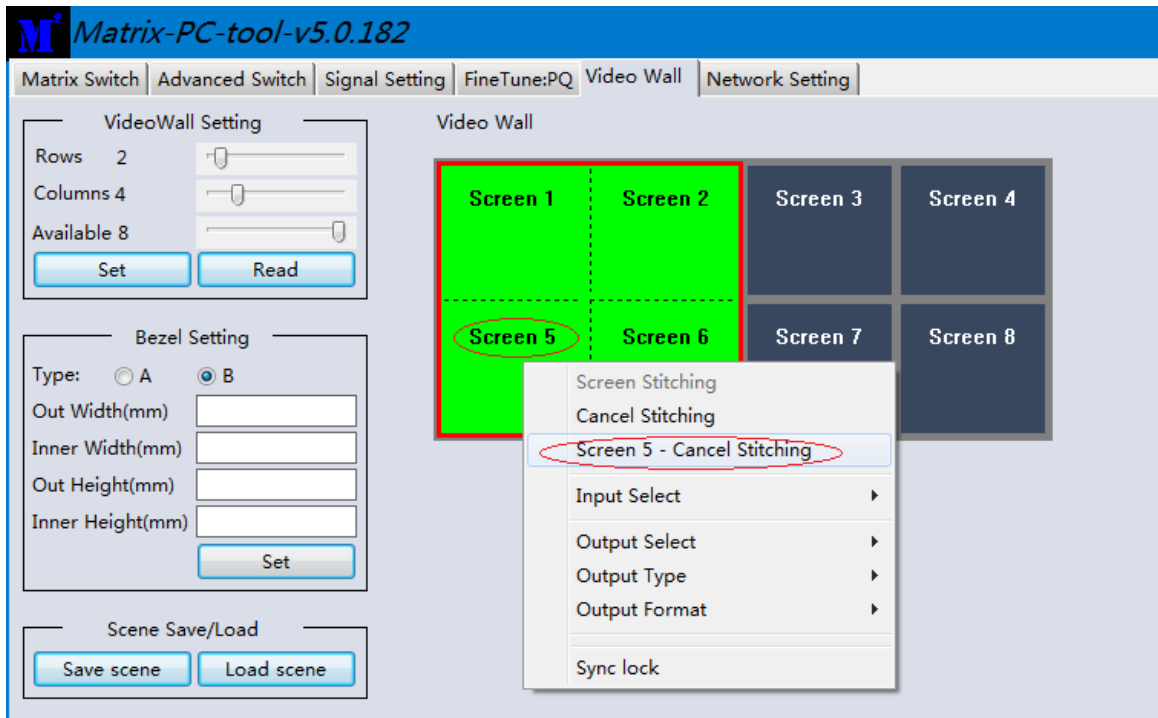 M2 Matrix-PC-tool-v5.0.182
Matrix Switch Advanced Switch Signal Setting FineTune:PQ Video Wall Network Setting
VideoWall Setting
Rows 2
Columns 4
Available 8
Set Read
Bezel Setting
Type: A B
Out Width(mm)
Inner Width(mm)
Out Height(mm)
Inner Height(mm)
Set
Scene Save/Load
Save scene Load scene
Video Wall
Screen 1 Screen 2 Screen 3 Screen 4
Screen 5 Screen 6 Screen 7 Screen 8
Screen Stitching
Cancel Stitching
Screen 5 - Cancel Stitching
Input Select
Output Select
Output Type
Output Format
Sync lock